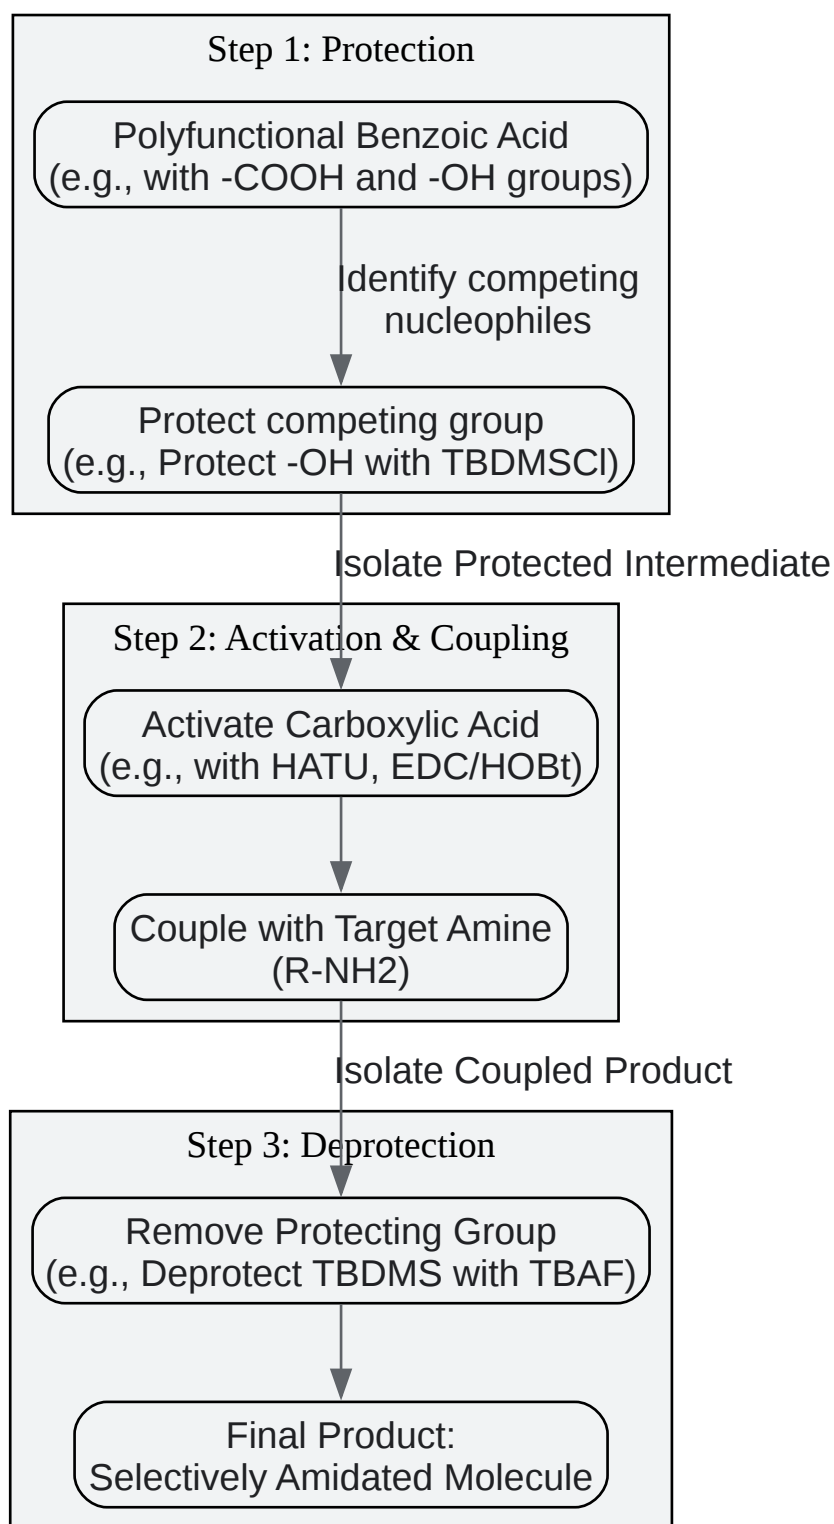 Step 1: Protection
Polyfunctional Benzoic Acid
(e.g., with -COOH and -OH groups)
Identify competing
nucleophiles
Protect competing group
(e.g., Protect -OH with TBDMSCl)
Isolate Protected Intermediate
Step 2: Activation & Coupling
Activate Carboxylic Acid
(e.g., with HATU, EDC/HOBt)
Couple with Target Amine
(R-NH2)
Isolate Coupled Product
Step 3: Deprotection
Remove Protecting Group
(e.g., Deprotect TBDMS with TBAF)
Final Product:
Selectively Amidated Molecule